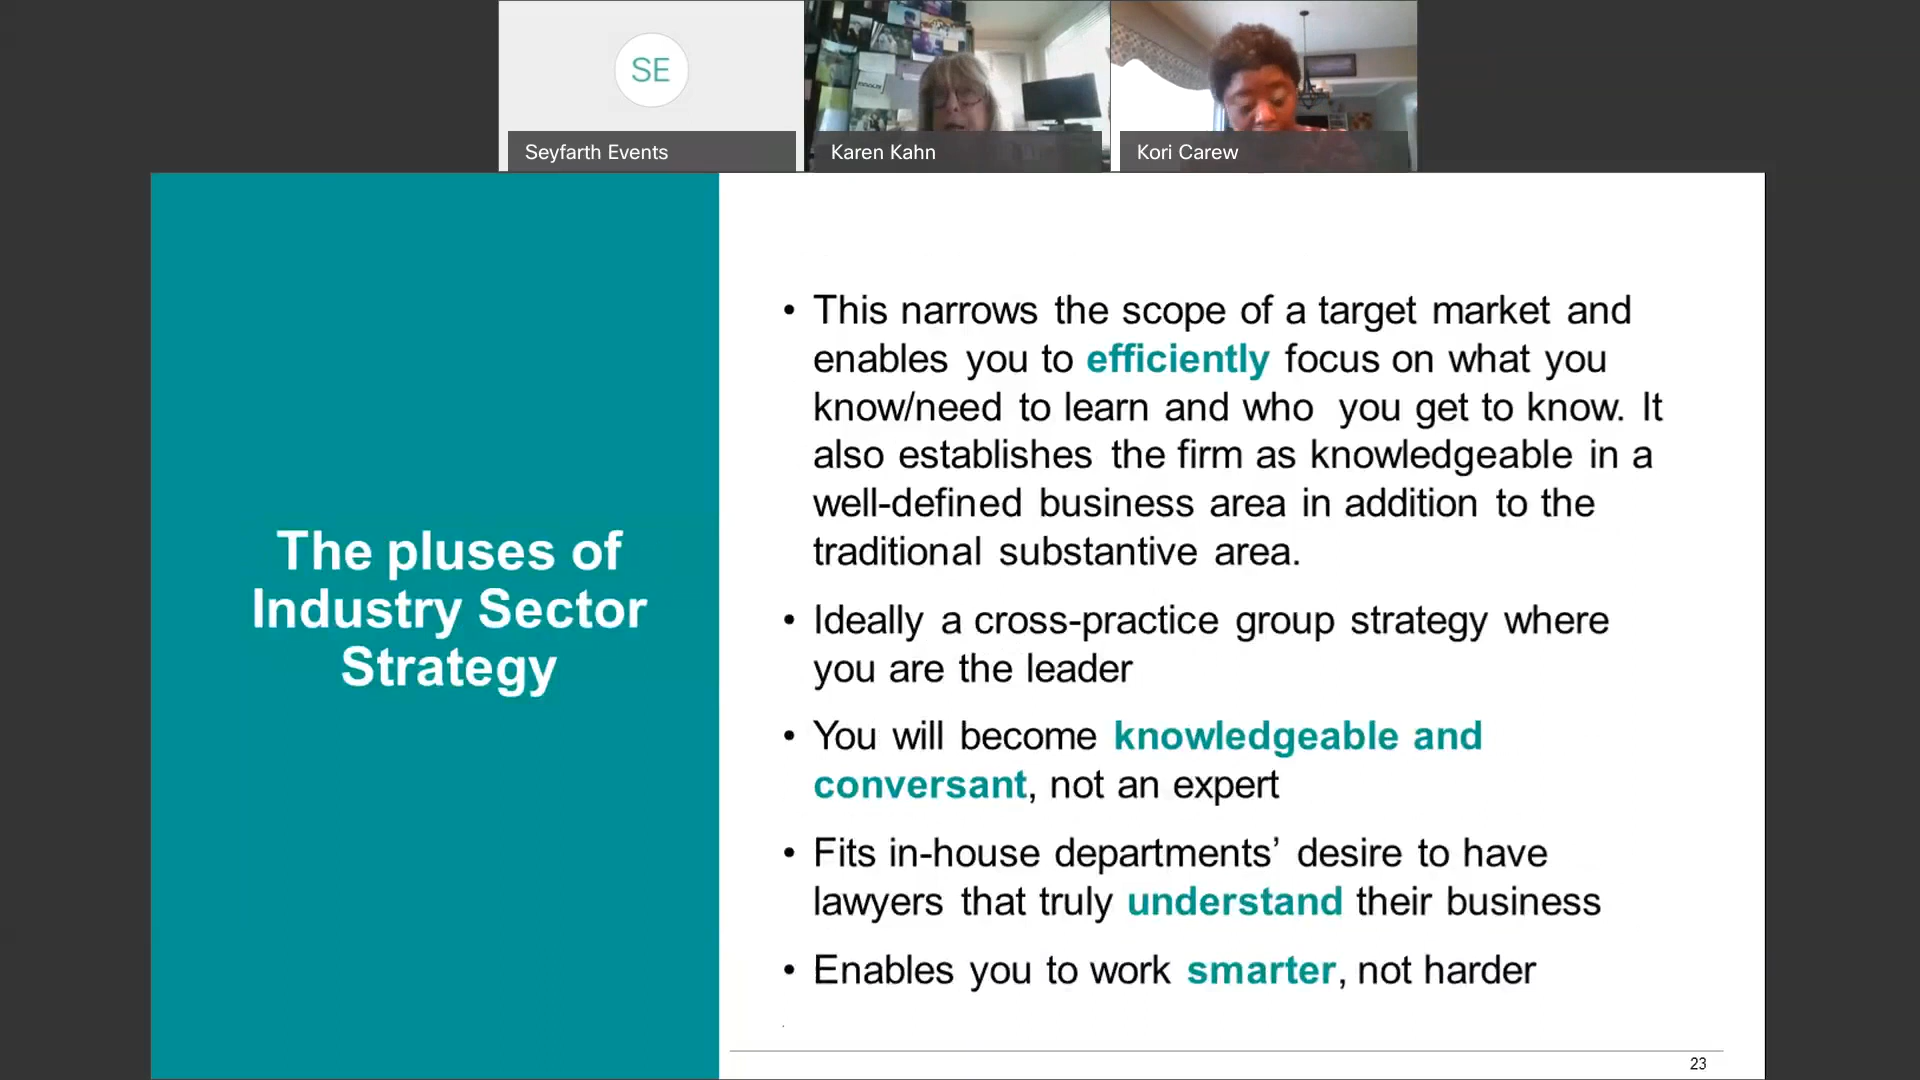 SE
Seyfarth Events
Karen Kahn
Kori Carew
The pluses of
Industry Sector
Strategy
• This narrows the scope of a target market and
enables you to efficiently focus on what you
know/need to learn and who you get to know. It
also establishes the firm as knowledgeable in a
well-defined business area in addition to the
traditional substantive area.
• Ideally a cross-practice group strategy where
you are the leader
• You will become knowledgeable and
conversant, not an expert
• Fits in-house departments’ desire to have
lawyers that truly understand their business
• Enables you to work smarter, not harder
23